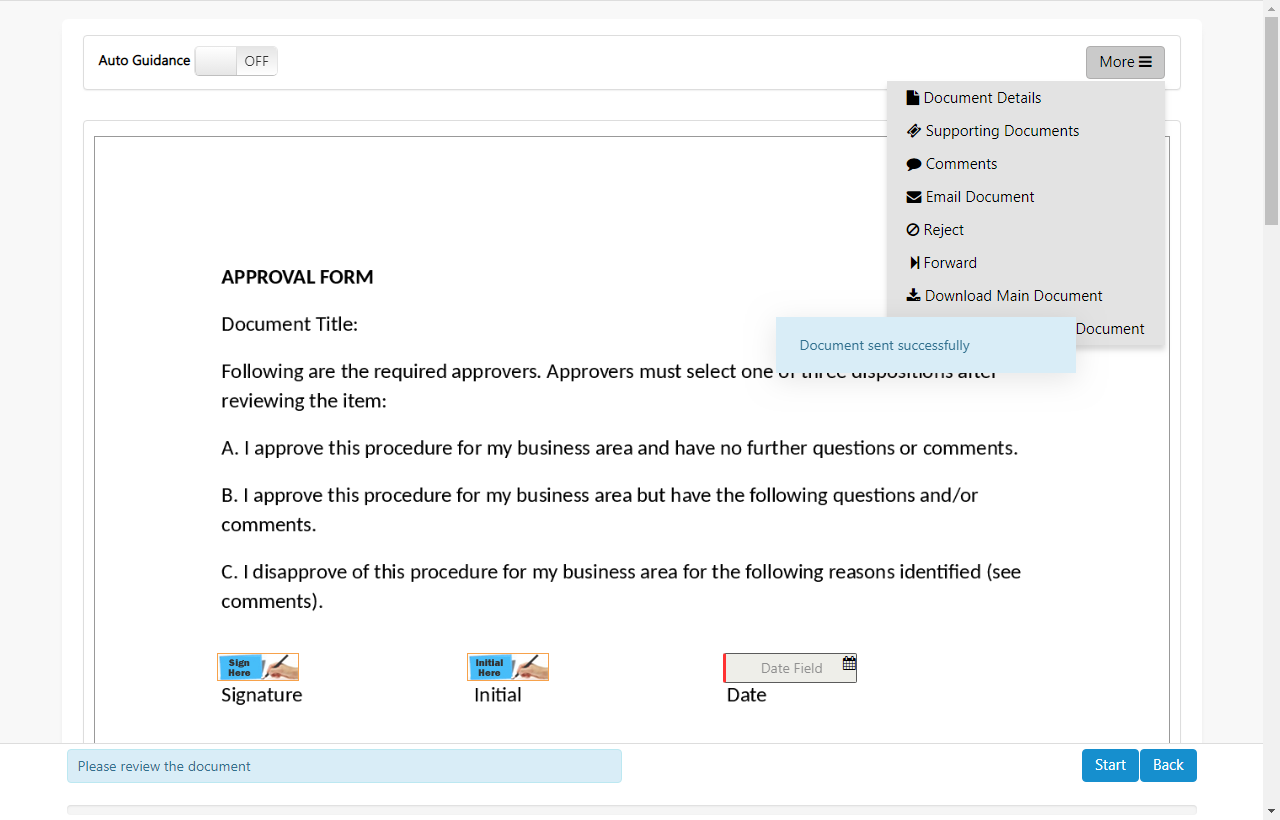 Auto Guidance OFF More
Document Details
Supporting Documents
Comments
Email Document
Reject
Forward
Download Main Document
Document
Document sent successfully
APPROVAL FORM
Document Title:
Following are the required approvers. Approvers must select one of three dispositions after
reviewing the item:
A. I approve this procedure for my business area and have no further questions or comments.
B. I approve this procedure for my business area but have the following questions and/or
comments.
C. I disapprove of this procedure for my business area for the following reasons identified (see
comments).
Sign
Here
Initial
Here
Date Field
Signature Initial Date
Please review the document Start Back